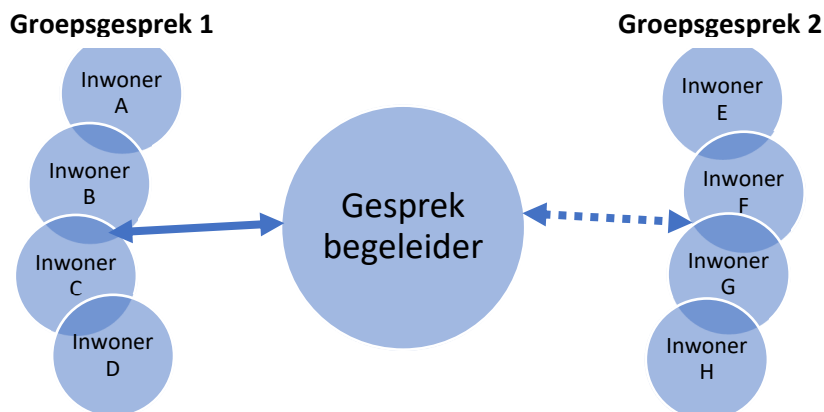 Groepsgesprek 1
Inwoner
A
Inwoner
B
Inwoner
C
Inwoner
D
Gesprek
begeleider
Groepsgesprek 2
Inwoner
E
Inwoner
F
Inwoner
G
Inwoner
H